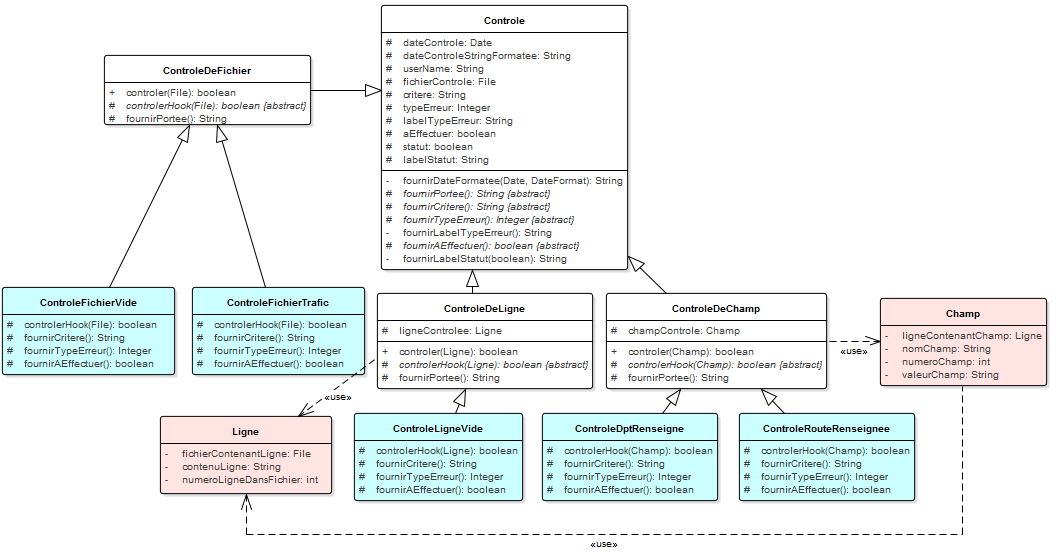 Controle
# dateControle: Date
# dateControleStringFormatee: String
# userName: String
# fichierControle: File
# critere: String
# typeErreur: Integer
# labelTypeErreur: String
# aEffectuer: boolean
# statut: boolean
# labelStatut: String
- fournirDateFormatee(Date, DateFormat): String
# fournirPortee(): String {abstract}
# fournirCritere(): String {abstract}
# fournirTypeErreur(): Integer {abstract}
- fournirLabelTypeErreur(): String
# fournirAEffectuer(): boolean {abstract}
- fournirLabelStatut(boolean): String
ControleDeFichier
+ controler(File): boolean
# controlerHook(File): boolean {abstract}
# fournirPortee(): String
ControleFichierVide
# controlerHook(File): boolean
# fournirCritere(): String
# fournirTypeErreur(): Integer
# fournirAEffectuer(): boolean
ControleFichierTrafic
# controlerHook(File): boolean
# fournirCritere(): String
# fournirTypeErreur(): Integer
# fournirAEffectuer(): boolean
ControleDeLigne
# ligneControlee: Ligne
+ controler(Ligne): boolean
# controlerHook(Ligne): boolean {abstract}
# fournirPortee(): String
ControleDeChamp
# champControle: Champ
+ controler(Champ): boolean
# controlerHook(Champ): boolean {abstract}
# fournirPortee(): String
«use»
Champ
- ligneContenantChamp: Ligne
- nomChamp: String
- numeroChamp: int
- valeurChamp: String
«use»
Ligne
- fichierContenantLigne: File
- contenuLigne: String
- numeroLigneDansFichier: int
ControleLigneVide
# controlerHook(Ligne): boolean
# fournirCritere(): String
# fournirTypeErreur(): Integer
# fournirAEffectuer(): boolean
ControleDptRenseigne
# controlerHook(Champ): boolean
# fournirCritere(): String
# fournirTypeErreur(): Integer
# fournirAEffectuer(): boolean
ControleRouteRenseignee
# controlerHook(Champ): boolean
# fournirCritere(): String
# fournirTypeErreur(): Integer
# fournirAEffectuer(): boolean
«use»